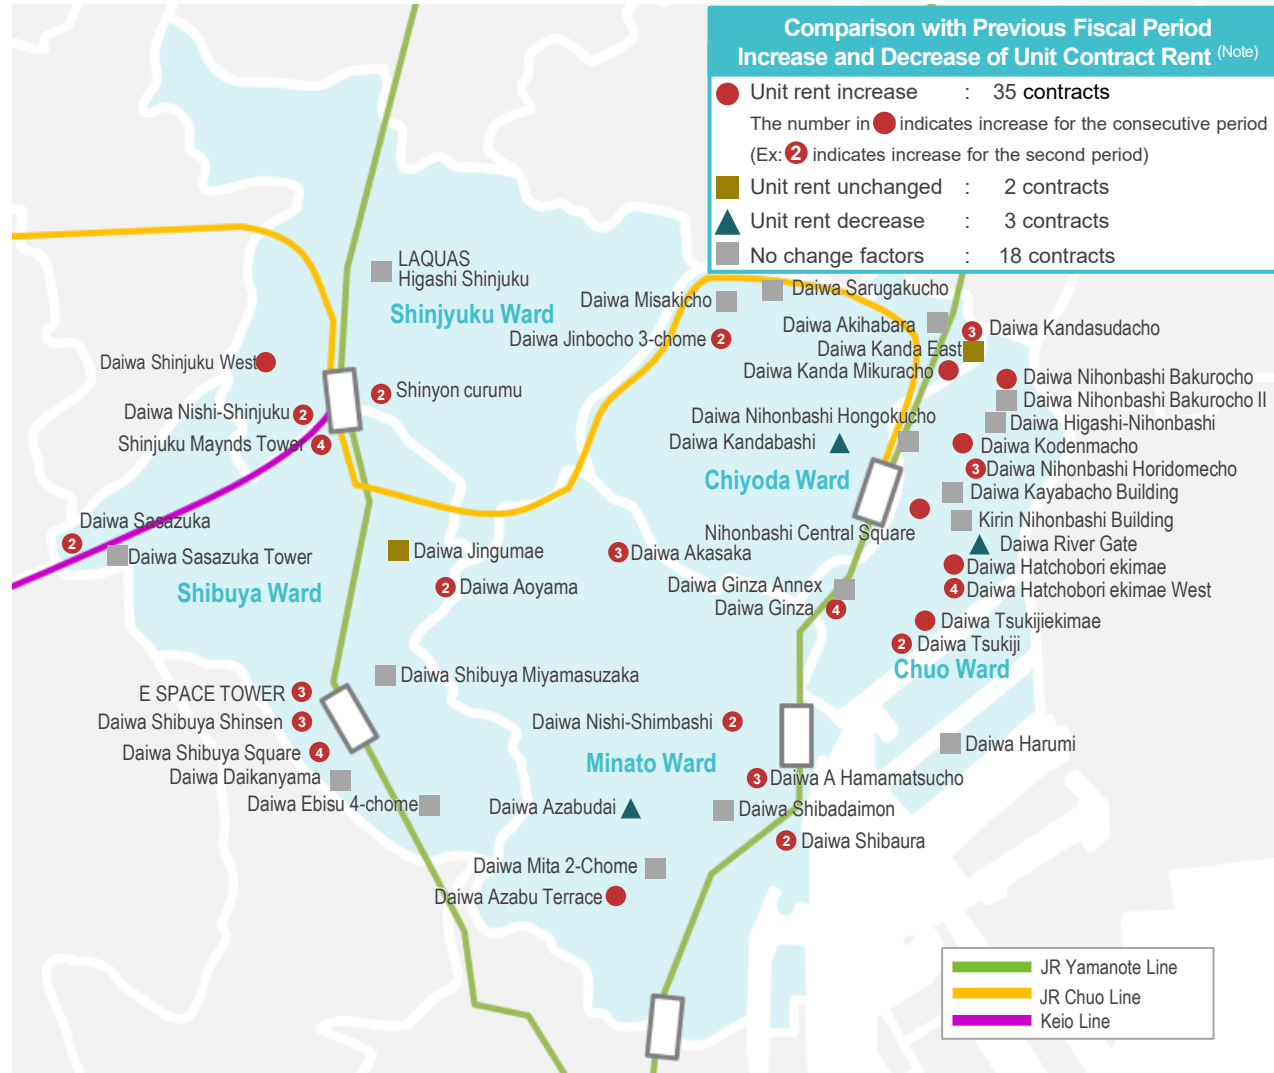 Comparison with Previous Fiscal Period
Increase and Decrease of Unit Contract Rent (Note)
Unit rent increase : 35 contracts
The number in indicates increase for the consecutive period
(Ex: 2 indicates increase for the second period)
Unit rent unchanged : 2 contracts
Unit rent decrease : 3 contracts
No change factors : 18 contracts
LAQUAS
Higashi Shinjuku
Shinjyuku Ward
Daiwa Misakicho
Daiwa Sarugakucho
Daiwa Jinbocho 3-chome 2
Daiwa Akihabara
3 Daiwa Kandasudacho
Daiwa Kanda East
Daiwa Kanda Mikuracho
Daiwa Shinjuku West
2 Shinyon curumu
Daiwa Nishi-Shinjuku 2
Shinjuku Maynds Tower 4
Daiwa Nihonbashi Bakurocho
Daiwa Nihonbashi Bakurocho II
Daiwa Nihonbashi Hongokucho
Daiwa Higashi-Nihonbashi
Daiwa Kandabashi
Daiwa Kodenmacho
3 Daiwa Nihonbashi Horidomecho
Chiyoda Ward
Daiwa Kayabacho Building
Nihonbashi Central Square
Kirin Nihonbashi Building
Daiwa River Gate
Daiwa Sasazuka
2
Daiwa Sasazuka Tower
Daiwa Jingumae
3 Daiwa Akasaka
Daiwa Hatchobori ekimae
4 Daiwa Hatchobori ekimae West
Shibuya Ward
2 Daiwa Aoyama
Daiwa Ginza Annex
Daiwa Ginza 4
Daiwa Tsukijiekimae
2 Daiwa Tsukiji
Chuo Ward
Daiwa Shibuya Miyamasuzaka
E SPACE TOWER 3
Daiwa Shibuya Shinsen 3
Daiwa Nishi-Shimbashi 2
Daiwa Shibuya Square 4
Daiwa Harumi
Minato Ward
Daiwa Daikanyama
3 Daiwa A Hamamatsucho
Daiwa Ebisu 4-chome
Daiwa Azabudai
Daiwa Shibadaimon
2 Daiwa Shibaura
Daiwa Mita 2-Chome
Daiwa Azabu Terrace
JR Yamanote Line
JR Chuo Line
Keio Line